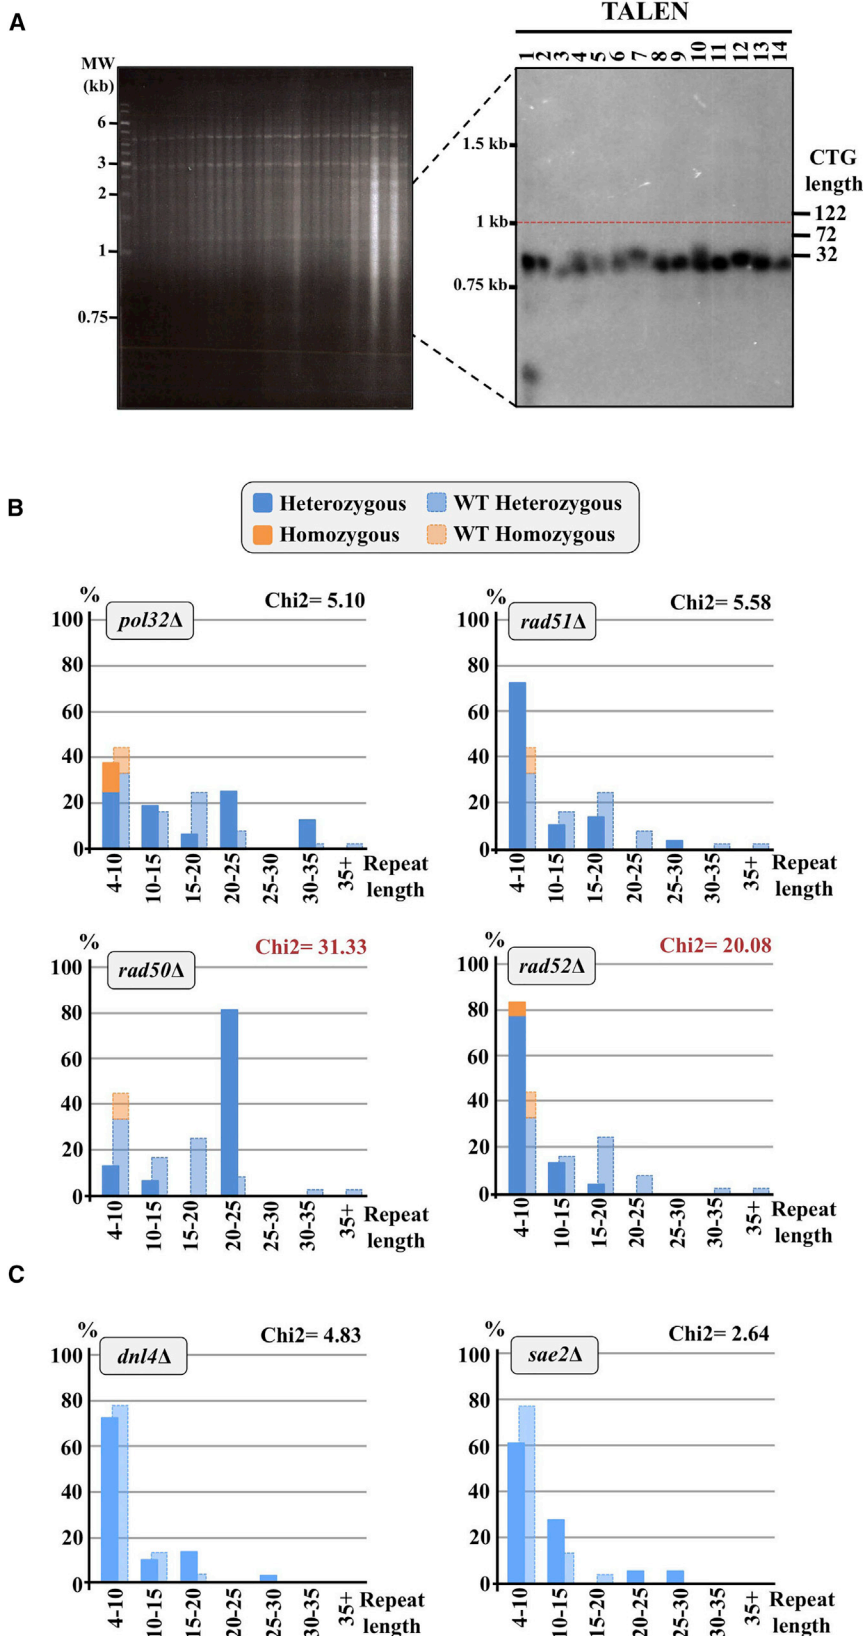 A
TALEN
MW
(kb)
6
3
2
1
0.75
1 2 3 4 5 6 7 8 9 10 11 12 13 14
1.5 kb
1 kb
0.75 kb
CTG
length
122
72
32
B
Heterozygous
WT Heterozygous
Homozygous
WT Homozygous
%
pol32Δ
Chi2= 5.10
100
80
60
40
20
0
4-10 10-15 15-20 20-25 25-30 30-35 35+
Repeat
length
%
rad51Δ
Chi2= 5.58
100
80
60
40
20
0
4-10 10-15 15-20 20-25 25-30 30-35 35+
Repeat
length
%
rad50Δ
Chi2= 31.33
100
80
60
40
20
0
4-10 10-15 15-20 20-25 25-30 30-35 35+
Repeat
length
%
rad52Δ
Chi2= 20.08
100
80
60
40
20
0
4-10 10-15 15-20 20-25 25-30 30-35 35+
Repeat
length
C
%
dnl4Δ
Chi2= 4.83
100
80
60
40
20
0
4-10 10-15 15-20 20-25 25-30 30-35 35+
Repeat
length
%
sae2Δ
Chi2= 2.64
100
80
60
40
20
0
4-10 10-15 15-20 20-25 25-30 30-35 35+
Repeat
length